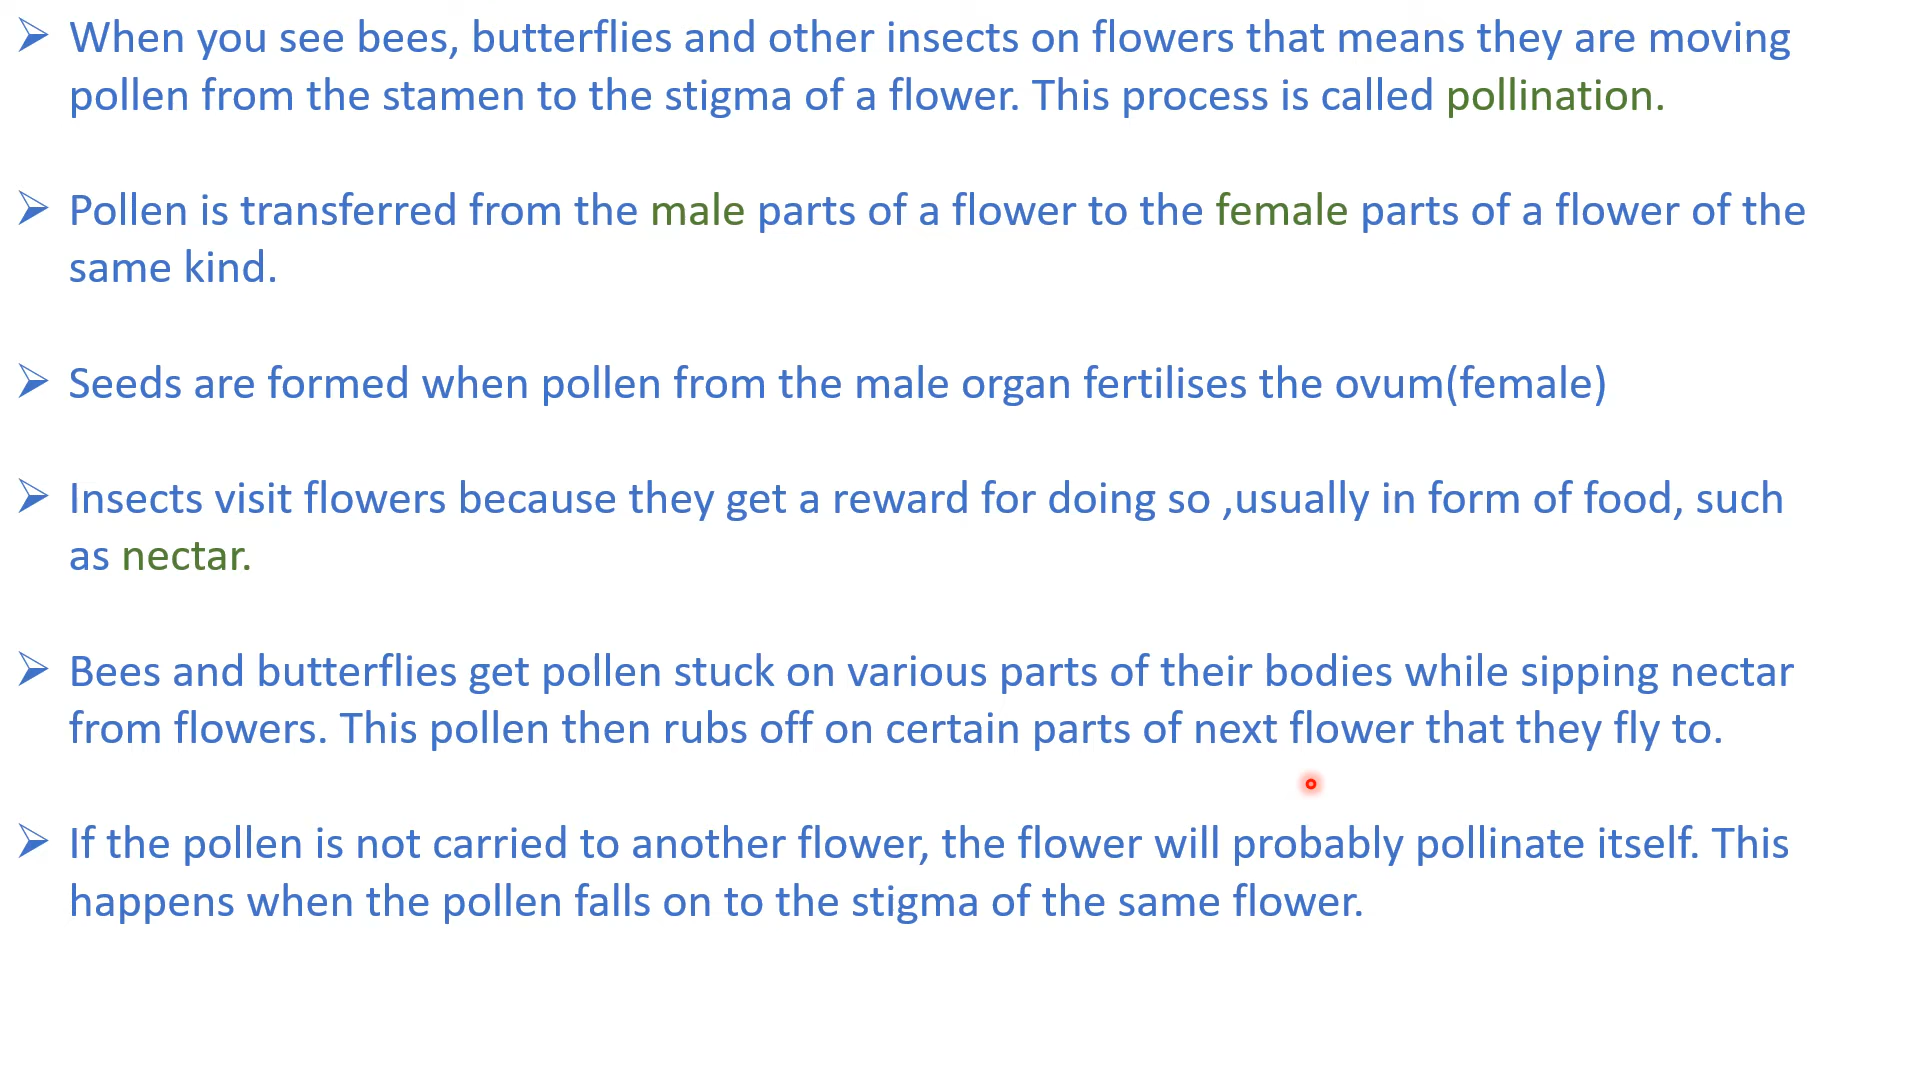 ➢ When you see bees, butterflies and other insects on flowers that means they are moving
pollen from the stamen to the stigma of a flower. This process is called pollination.
➢ Pollen is transferred from the male parts of a flower to the female parts of a flower of the
same kind.
➢ Seeds are formed when pollen from the male organ fertilises the ovum(female)
➢ Insects visit flowers because they get a reward for doing so ,usually in form of food, such
as nectar.
➢ Bees and butterflies get pollen stuck on various parts of their bodies while sipping nectar
from flowers. This pollen then rubs off on certain parts of next flower that they fly to.
➢ If the pollen is not carried to another flower, the flower will probably pollinate itself. This
happens when the pollen falls on to the stigma of the same flower.